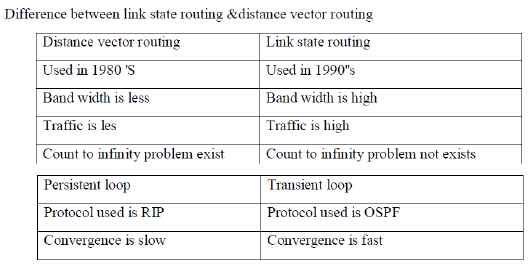 Difference between link state routing &distance vector routing
Distance vector routing Link state routing
Used in 1980 'S Used in 1990"s
Band width is less Band width is high
Traffic is les Traffic is high
Count to infinity problem exist Count to infinity problem not exists
Persistent loop Transient loop
Protocol used is RIP Protocol used is OSPF
Convergence is slow Convergence is fast